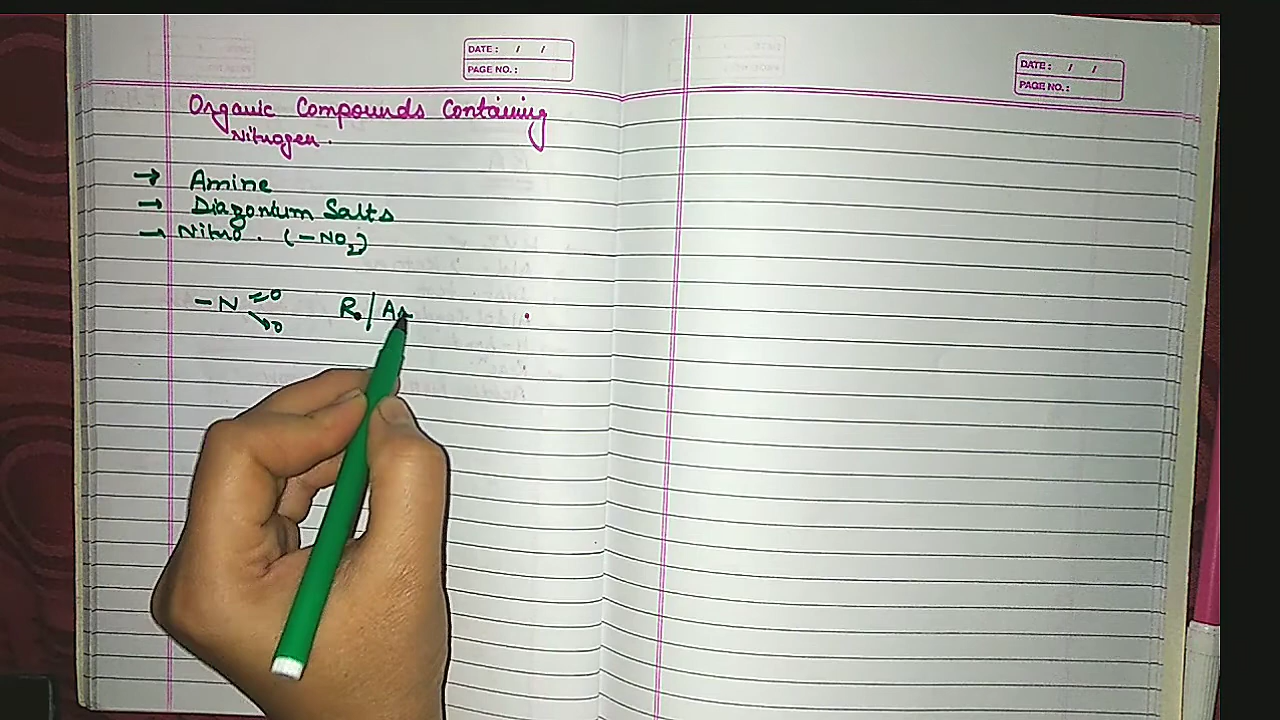 DATE: / /
PAGE NO.:
DATE: / /
PAGE NO.:
Organic Compounds Containing
Nitrogen.
→ Amine
→ Diazonium Salts
→ Nitro. (-NO2)
-N =O →O R / Ar